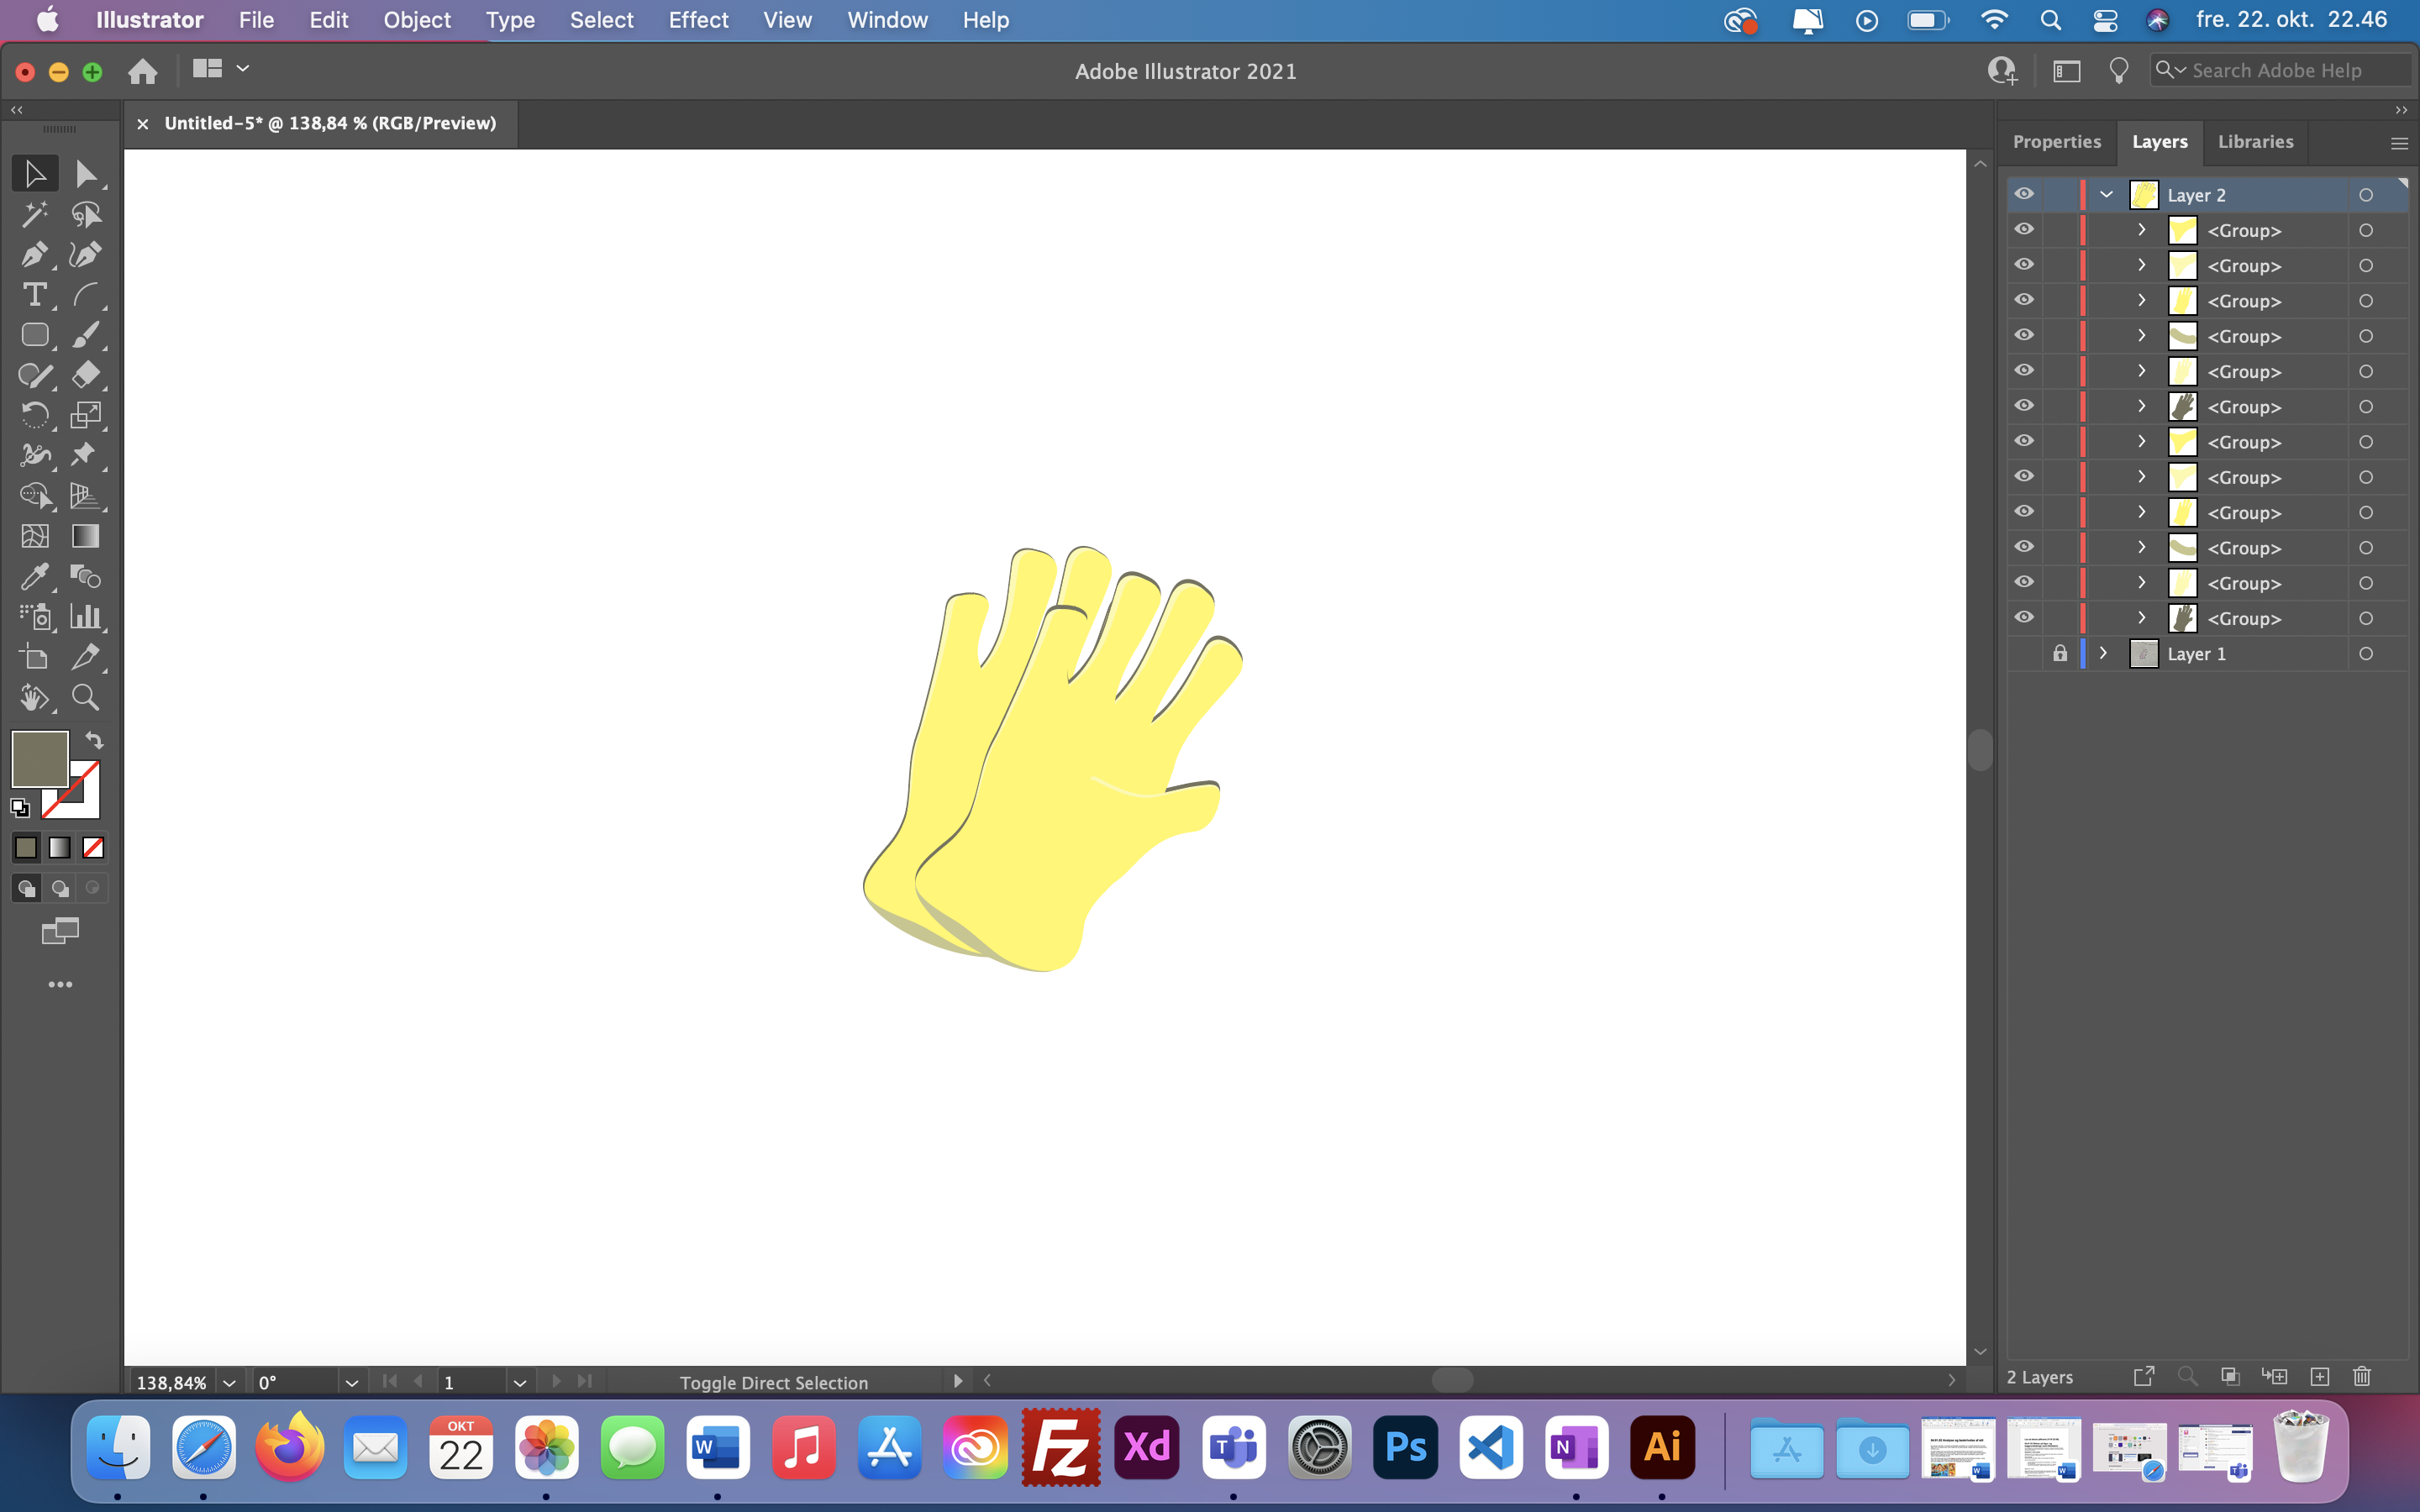 Illustrator File Edit Object Type Select Effect View Window Help fre. 22. okt. 22.46
Adobe Illustrator 2021
Search Adobe Help
Untitled-5* @ 138,84 % (RGB/Preview)
Properties Layers Libraries
Layer 2
<Group>
<Group>
<Group>
<Group>
<Group>
<Group>
<Group>
<Group>
<Group>
<Group>
<Group>
<Group>
Layer 1
138,84% 0° 1 Toggle Direct Selection
2 Layers
OKT
22
W
Fz
Xd
T
Ps
N
Ai